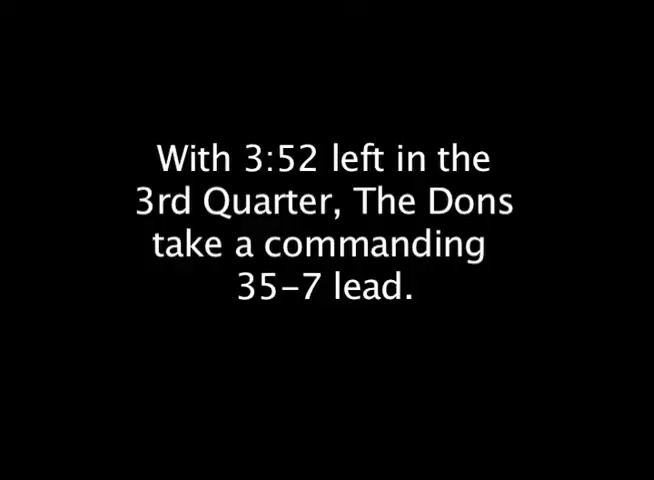 With 3:52 left in the
3rd Quarter, The Dons
take a commanding
35-7 lead.